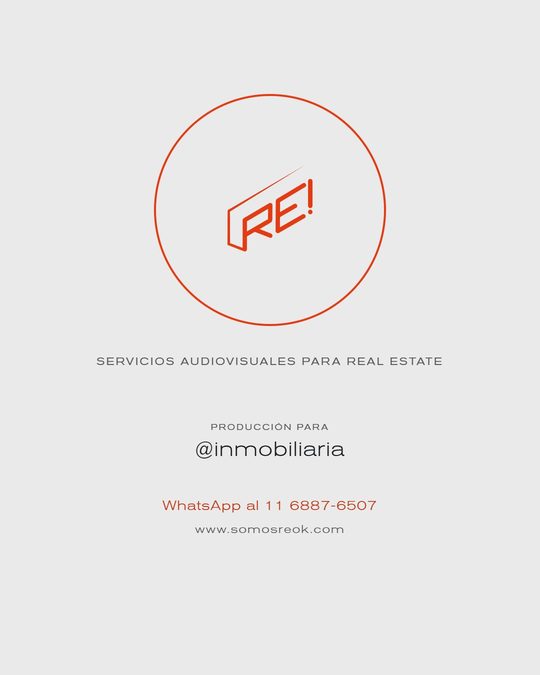 RE!
SERVICIOS AUDIOVISUALES PARA REAL ESTATE
PRODUCCIÓN PARA
@inmobiliaria
WhatsApp al 11 6887-6507
www.somosreok.com